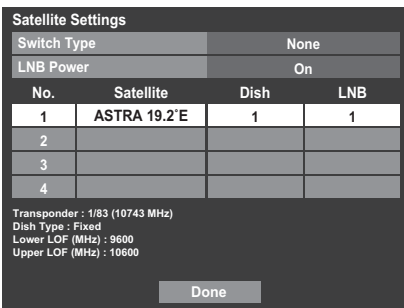 Satellite Settings
Switch Type None
LNB Power On
No. Satellite Dish LNB
1 ASTRA 19.2°E 1 1
2
3
4
Transponder : 1/83 (10743 MHz)
Dish Type : Fixed
Lower LOF (MHz) : 9600
Upper LOF (MHz) : 10600
Done